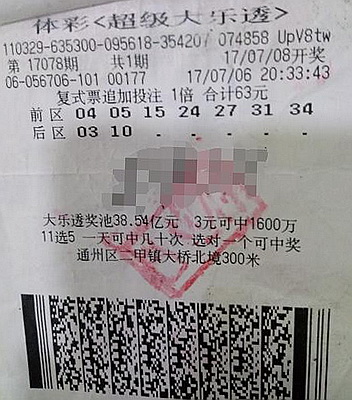 体彩<超级大乐透>
110329-635300-095618-35420/ 074858 UpV8tw
第 17078期 共1期 17/07/08开奖
06-056706-101 00177 17/07/06 20:33:43
复式票追加投注 1倍 合计63元
前区 04 05 15 24 27 31 34
后区 03 10
大乐透奖池38.54亿元 3元可中1600万
11选5 一天可中几十次 选对一个可中奖
通州区二甲镇大桥北境300米